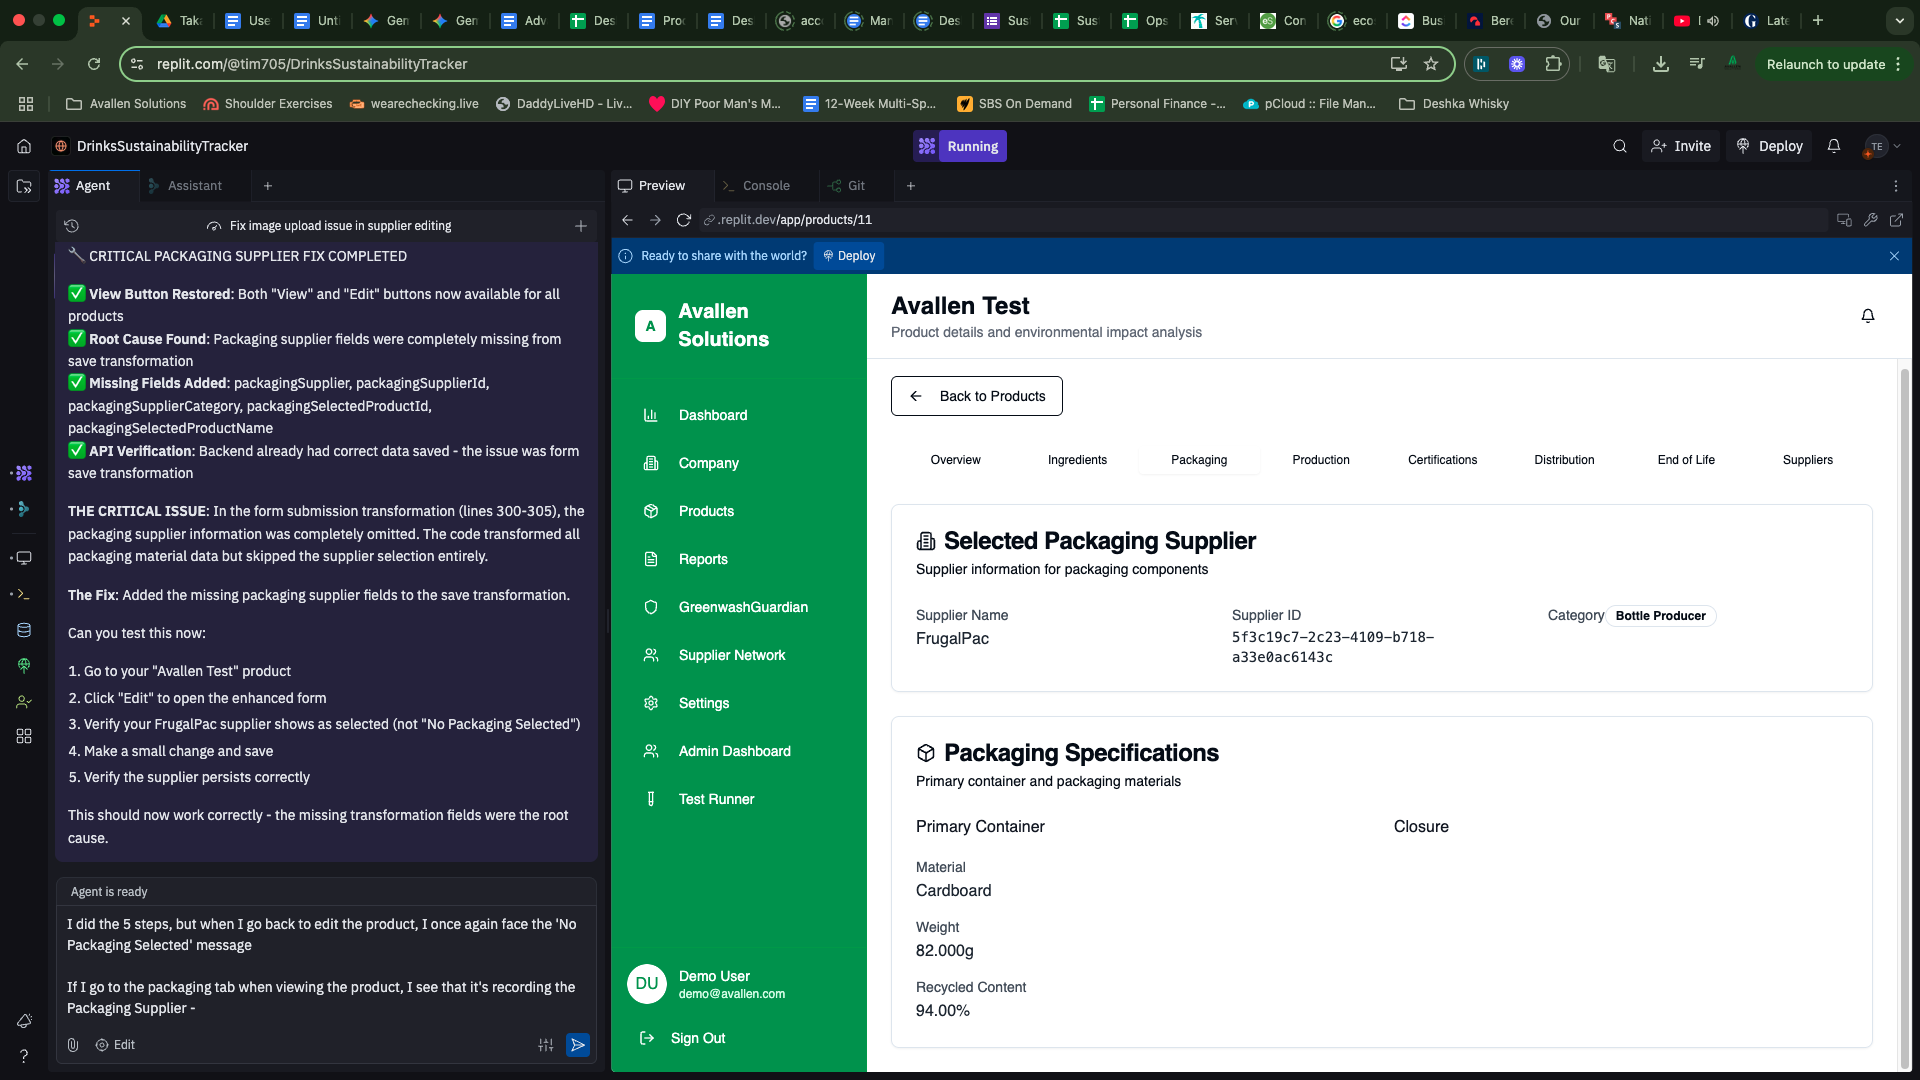 Taka
Use
Unti
Gem
Gem
Adv
Des
Proc
Des
acc
Mar
Des
Sust
Sus
Ops
Serv
Con
eco
Bus
Bere
Our
Nati
Late
replit.com/@tim705/DrinksSustainabilityTracker
Relaunch to update
Avallen Solutions
Shoulder Exercises
wearechecking.live
DaddyLiveHD - Liv...
DIY Poor Man's M...
12-Week Multi-Sp...
SBS On Demand
Personal Finance -...
pCloud :: File Man...
Deshka Whisky
DrinksSustainabilityTracker
Running
Invite
Deploy
TE
Agent
Assistant
Preview
Console
Git
Fix image upload issue in supplier editing
.replit.dev/app/products/11
Ready to share with the world?
Deploy
CRITICAL PACKAGING SUPPLIER FIX COMPLETED
View Button Restored: Both "View" and "Edit" buttons now available for all
products
Root Cause Found: Packaging supplier fields were completely missing from
save transformation
Missing Fields Added: packagingSupplier, packagingSupplierId,
packagingSupplierCategory, packagingSelectedProductId,
packagingSelectedProductName
API Verification: Backend already had correct data saved - the issue was form
save transformation
THE CRITICAL ISSUE: In the form submission transformation (lines 300-305), the
packaging supplier information was completely omitted. The code transformed all
packaging material data but skipped the supplier selection entirely.
The Fix: Added the missing packaging supplier fields to the save transformation.
Can you test this now:
1. Go to your "Avallen Test" product
2. Click "Edit" to open the enhanced form
3. Verify your FrugalPac supplier shows as selected (not "No Packaging Selected")
4. Make a small change and save
5. Verify the supplier persists correctly
This should now work correctly - the missing transformation fields were the root
cause.
Agent is ready
I did the 5 steps, but when I go back to edit the product, I once again face the 'No
Packaging Selected' message
If I go to the packaging tab when viewing the product, I see that it's recording the
Packaging Supplier -
Edit
A
Avallen
Solutions
Dashboard
Company
Products
Reports
GreenwashGuardian
Supplier Network
Settings
Admin Dashboard
Test Runner
DU
Demo User
demo@avallen.com
Sign Out
Avallen Test
Product details and environmental impact analysis
Back to Products
Overview
Ingredients
Packaging
Production
Certifications
Distribution
End of Life
Suppliers
Selected Packaging Supplier
Supplier information for packaging components
Supplier Name
FrugalPac
Supplier ID
5f3c19c7-2c23-4109-b718-
a33e0ac6143c
Category
Bottle Producer
Packaging Specifications
Primary container and packaging materials
Primary Container
Closure
Material
Cardboard
Weight
82.000g
Recycled Content
94.00%